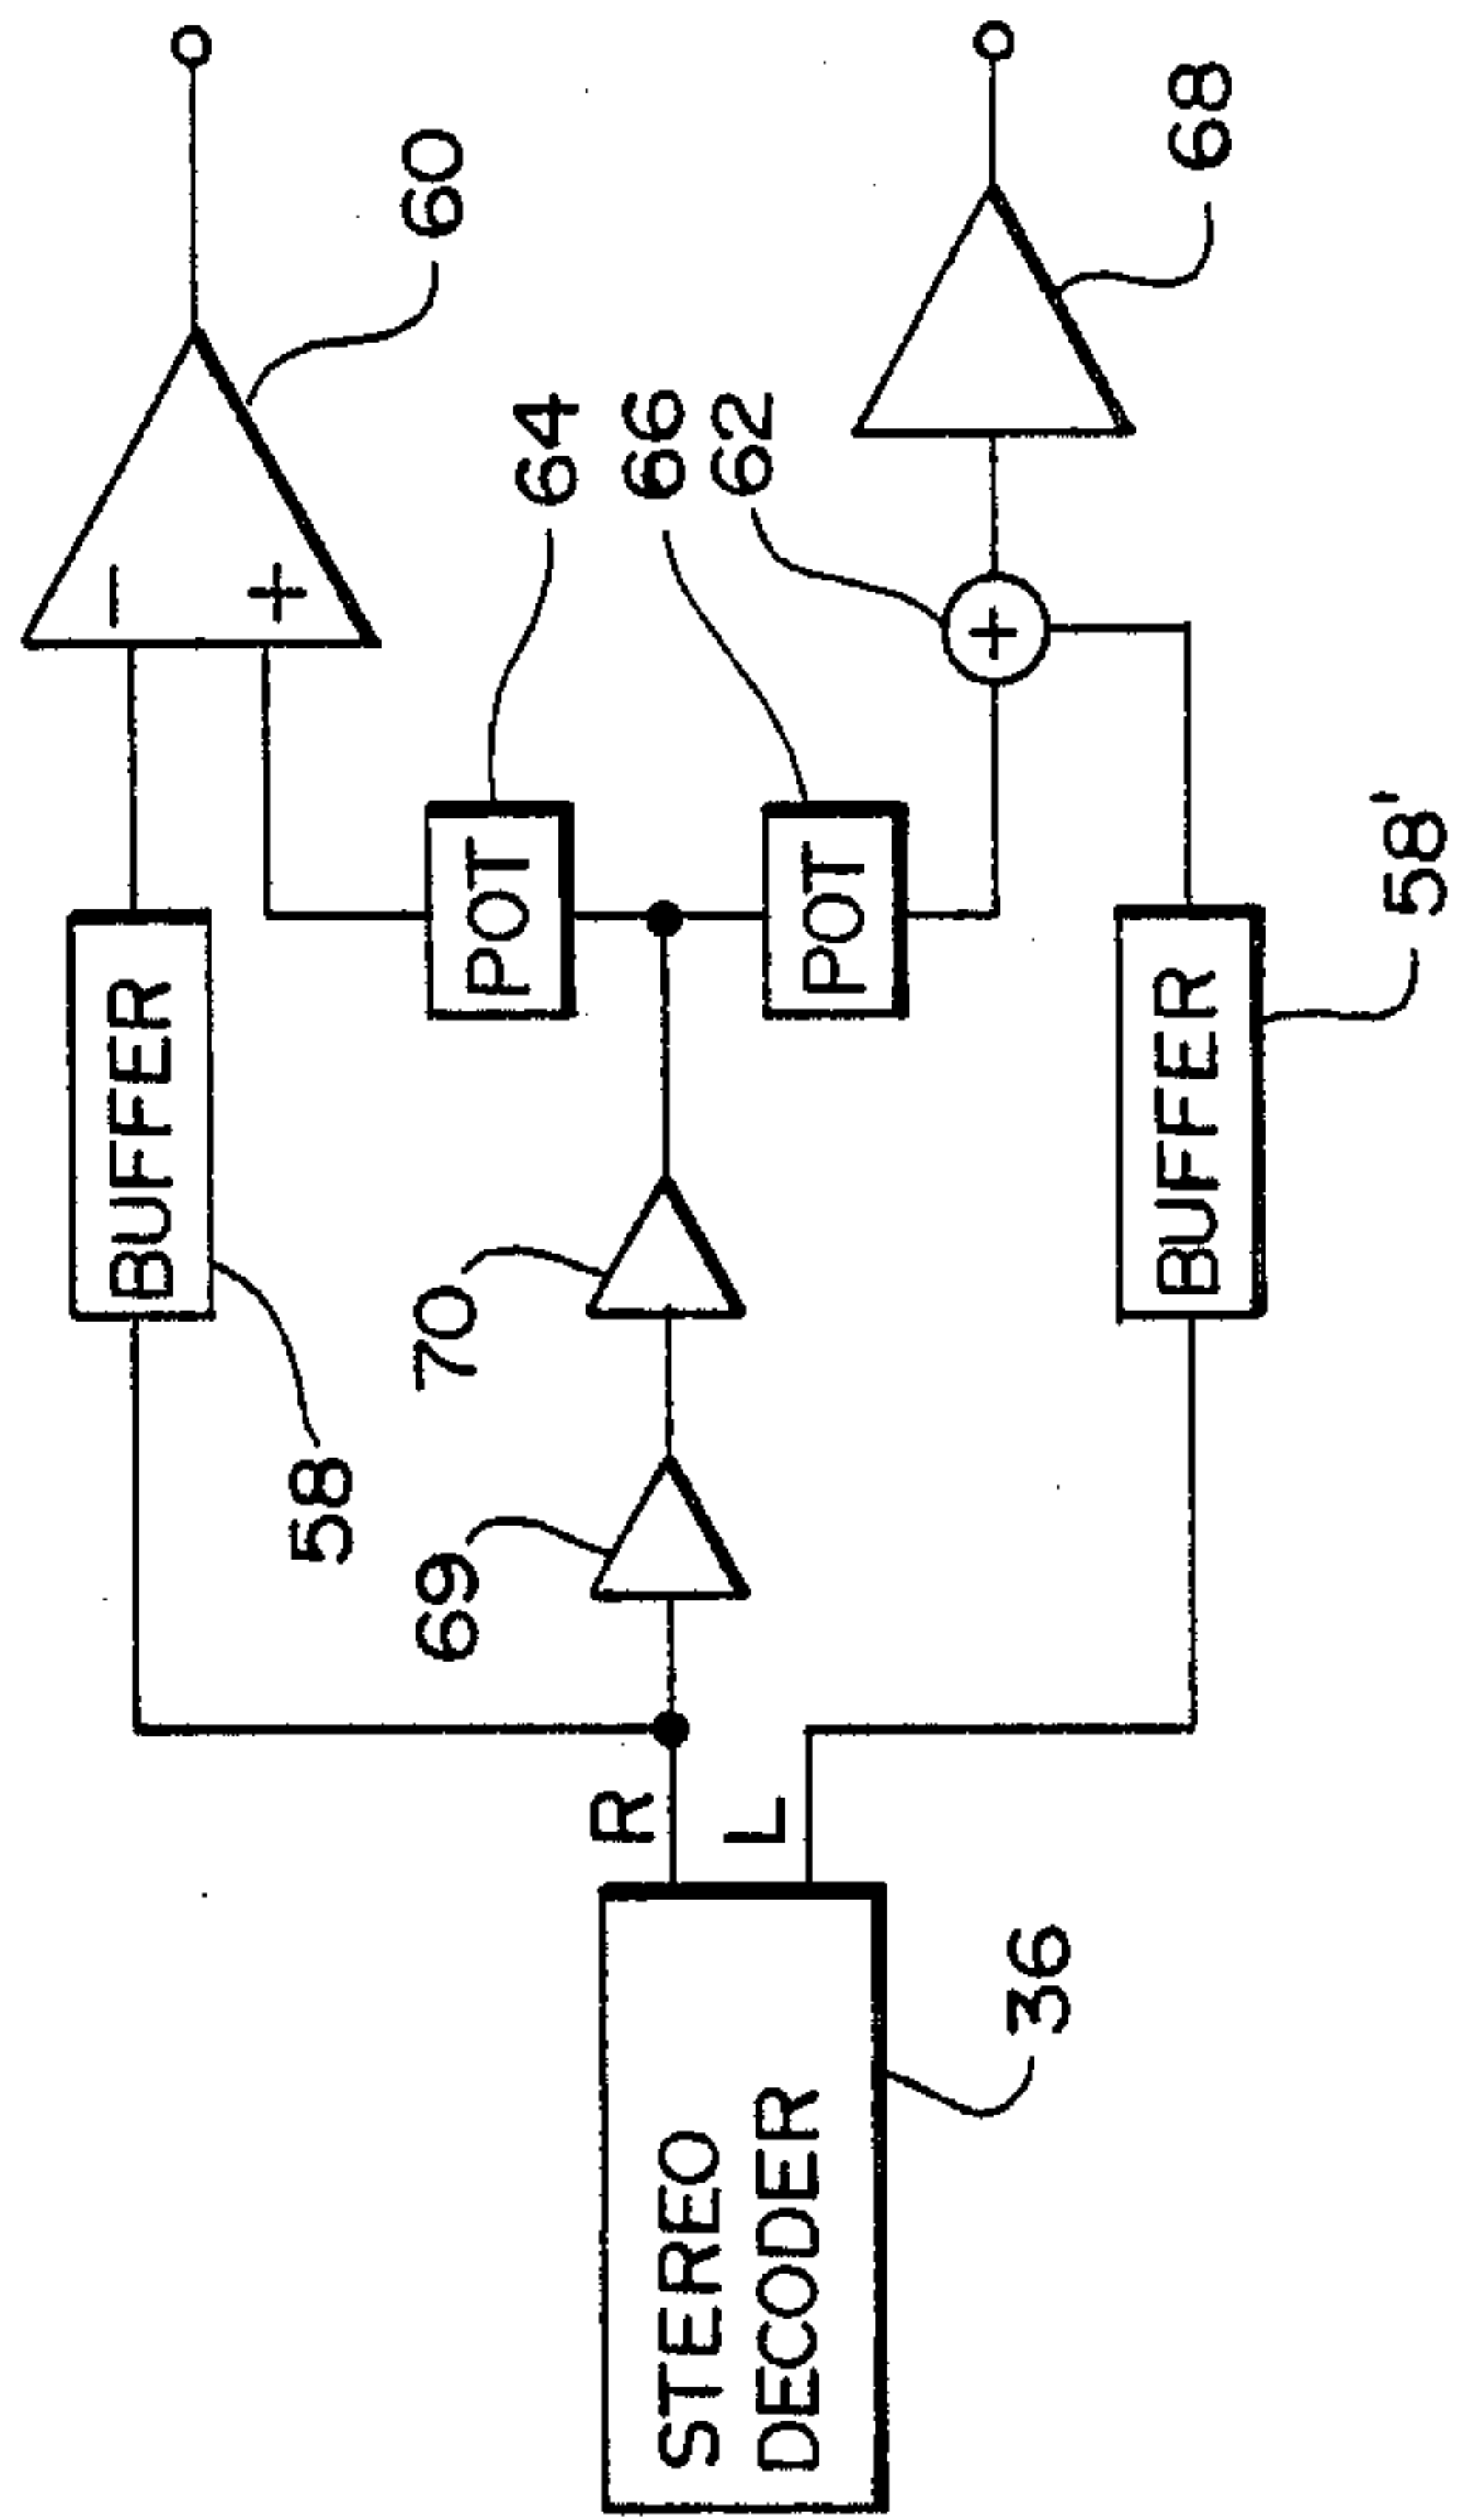 BUFFER
60
58
64
66
62
68
POT
POT
70
69
R
L
STEREO
DECODER
36
BUFFER
58'
−
+
+